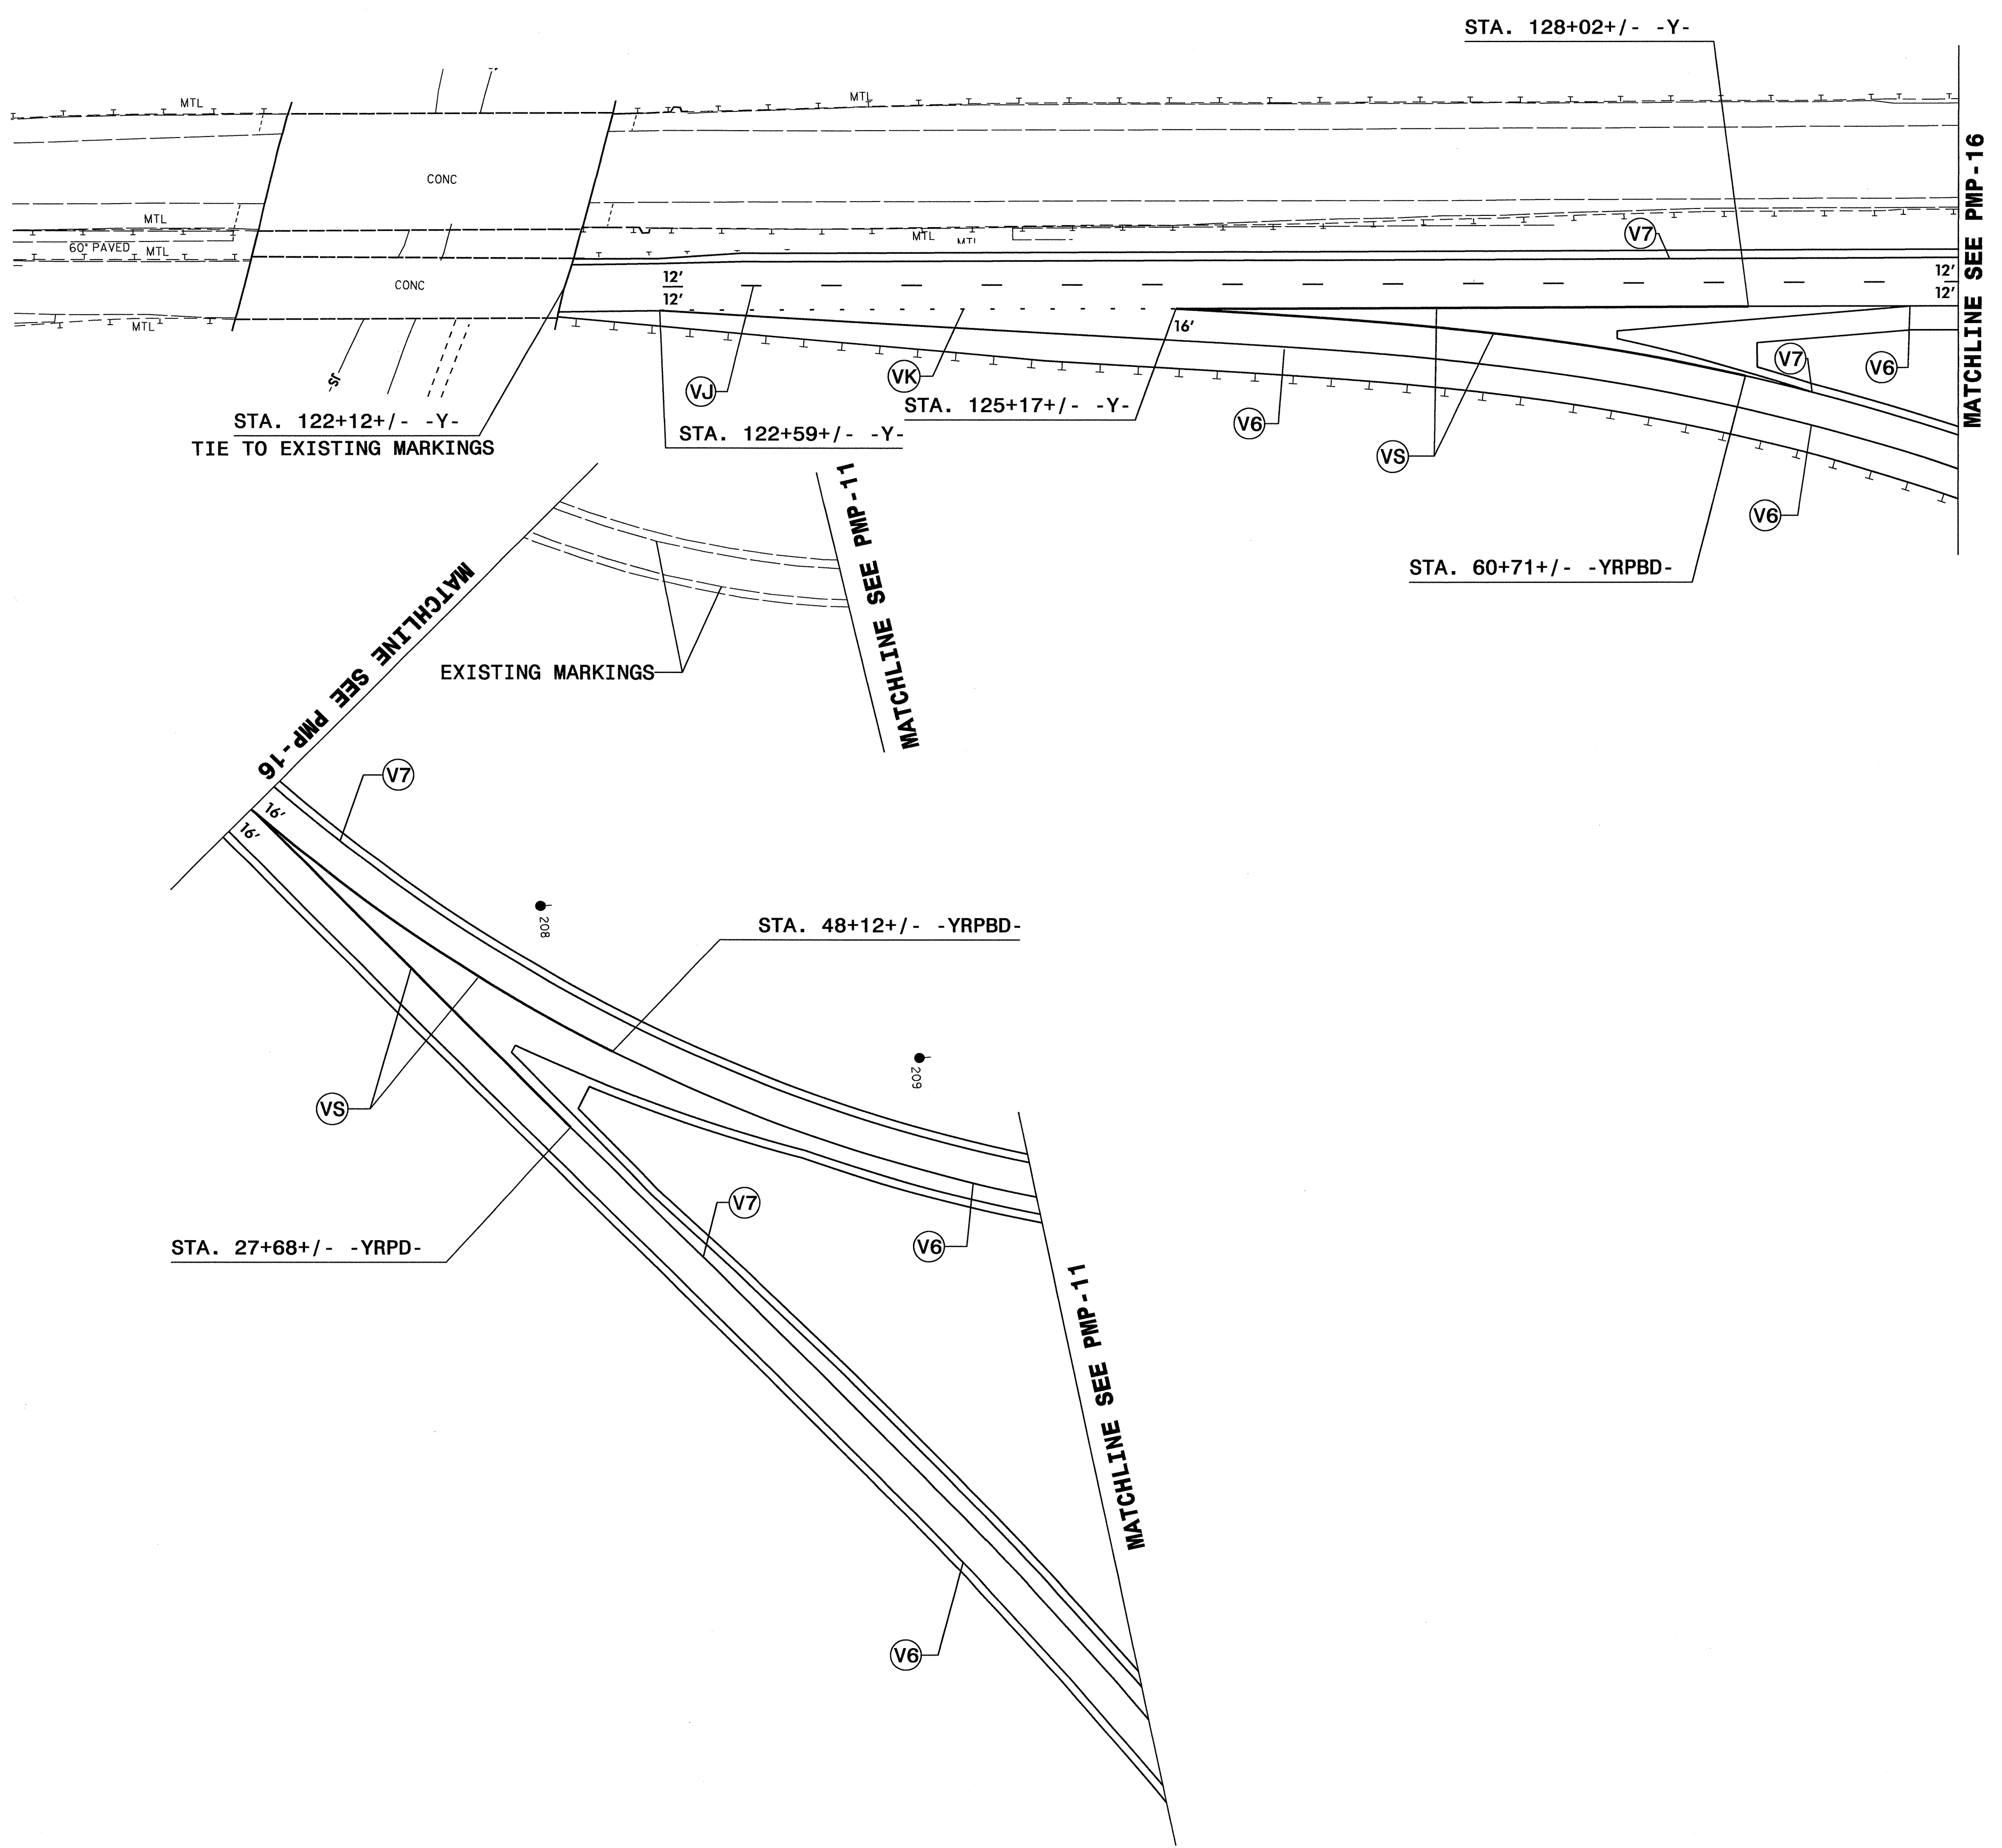 STA. 128+02+/- -Y-
MTL
MTL
CONC
MTL
60" PAVED
MTL
MTL
MTL
V7
CONC
MTL
12'
12'
12'
12'
MATCHLINE SEE PMP-16
16'
JS
VJ
VK
V7
V6
STA. 122+12+/- -Y-
TIE TO EXISTING MARKINGS
STA. 125+17+/- -Y-
STA. 122+59+/- -Y-
V6
VS
V6
STA. 60+71+/- -YRPBD-
MATCHLINE SEE PMP-16
MATCHLINE SEE PMP-11
EXISTING MARKINGS
V7
16'
16'
208
STA. 48+12+/- -YRPBD-
209
VS
V7
STA. 27+68+/- -YRPD-
V6
MATCHLINE SEE PMP-11
V6